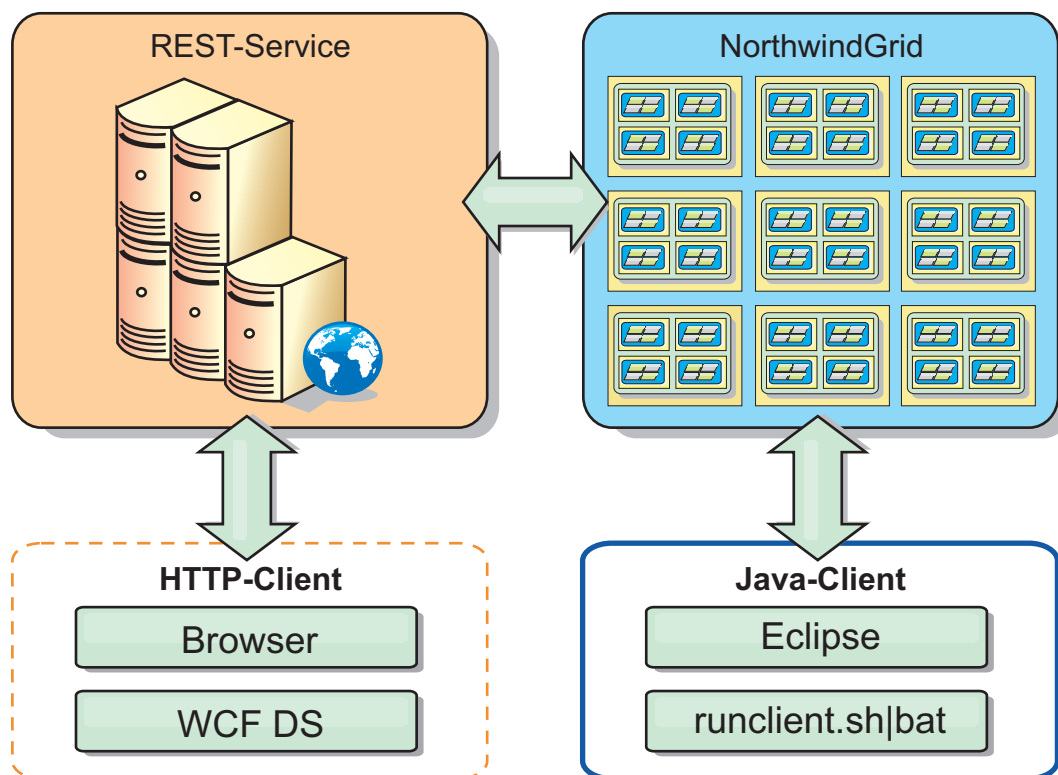 REST-Service
NorthwindGrid
HTTP-Client
Browser
WCF DS
Java-Client
Eclipse
runclient.sh|bat